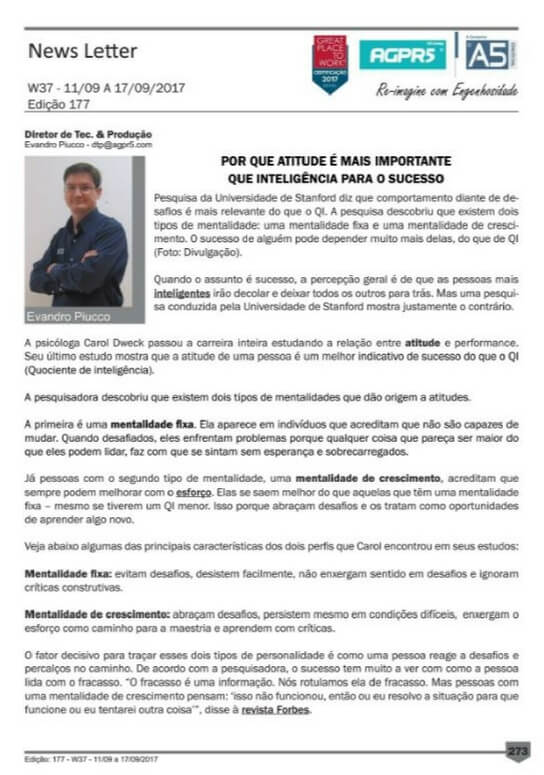 News Letter
GREAT
PLACE
TO
WORK
CERTIFICAÇÃO
2017
AGPR5
A5
W37 - 11/09 A 17/09/2017
Re-imagine com Engenhosidade
Edição 177
Diretor de Tec. & Produção
Evandro Piucco - dtp@agpr5.com
POR QUE ATITUDE É MAIS IMPORTANTE
QUE INTELIGÊNCIA PARA O SUCESSO
Pesquisa da Universidade de Stanford diz que comportamento diante de de-
safios é mais relevante do que o QI. A pesquisa descobriu que existem dois
tipos de mentalidade: uma mentalidade fixa e uma mentalidade de cresci-
mento. O sucesso de alguém pode depender muito mais delas, do que de QI
(Foto: Divulgação).
Quando o assunto é sucesso, a percepção geral é de que as pessoas mais
inteligentes irão decolar e deixar todos os outros para trás. Mas uma pesqui-
sa conduzida pela Universidade de Stanford mostra justamente o contrário.
Evandro Piucco
A psicóloga Carol Dweck passou a carreira inteira estudando a relação entre atitude e performance.
Seu último estudo mostra que a atitude de uma pessoa é um melhor indicativo de sucesso do que o QI
(Quociente de inteligência).
A pesquisadora descobriu que existem dois tipos de mentalidades que dão origem a atitudes.
A primeira é uma mentalidade fixa. Ela aparece em indivíduos que acreditam que não são capazes de
mudar. Quando desafiados, eles enfrentam problemas porque qualquer coisa que pareça ser maior do
que eles podem lidar, faz com que se sintam sem esperança e sobrecarregados.
Já pessoas com o segundo tipo de mentalidade, uma mentalidade de crescimento, acreditam que
sempre podem melhorar com o esforço. Elas se saem melhor do que aquelas que têm uma mentalidade
fixa – mesmo se tiverem um QI menor. Isso porque abraçam desafios e os tratam como oportunidades
de aprender algo novo.
Veja abaixo algumas das principais características dos dois perfis que Carol encontrou em seus estudos:
Mentalidade fixa: evitam desafios, desistem facilmente, não enxergam sentido em desafios e ignoram
críticas construtivas.
Mentalidade de crescimento: abraçam desafios, persistem mesmo em condições difíceis, enxergam o
esforço como caminho para a maestria e aprendem com críticas.
O fator decisivo para traçar esses dois tipos de personalidade é como uma pessoa reage a desafios e
percalços no caminho. De acordo com a pesquisadora, o sucesso tem muito a ver com como a pessoa
lida com o fracasso. “O fracasso é uma informação. Nós rotulamos ela de fracasso. Mas pessoas com
uma mentalidade de crescimento pensam: ‘isso não funcionou, então ou eu resolvo a situação para que
funcione ou eu tentarei outra coisa’”, disse à revista Forbes.
273
Edição: 177 - W37 - 11/09 a 17/09/2017